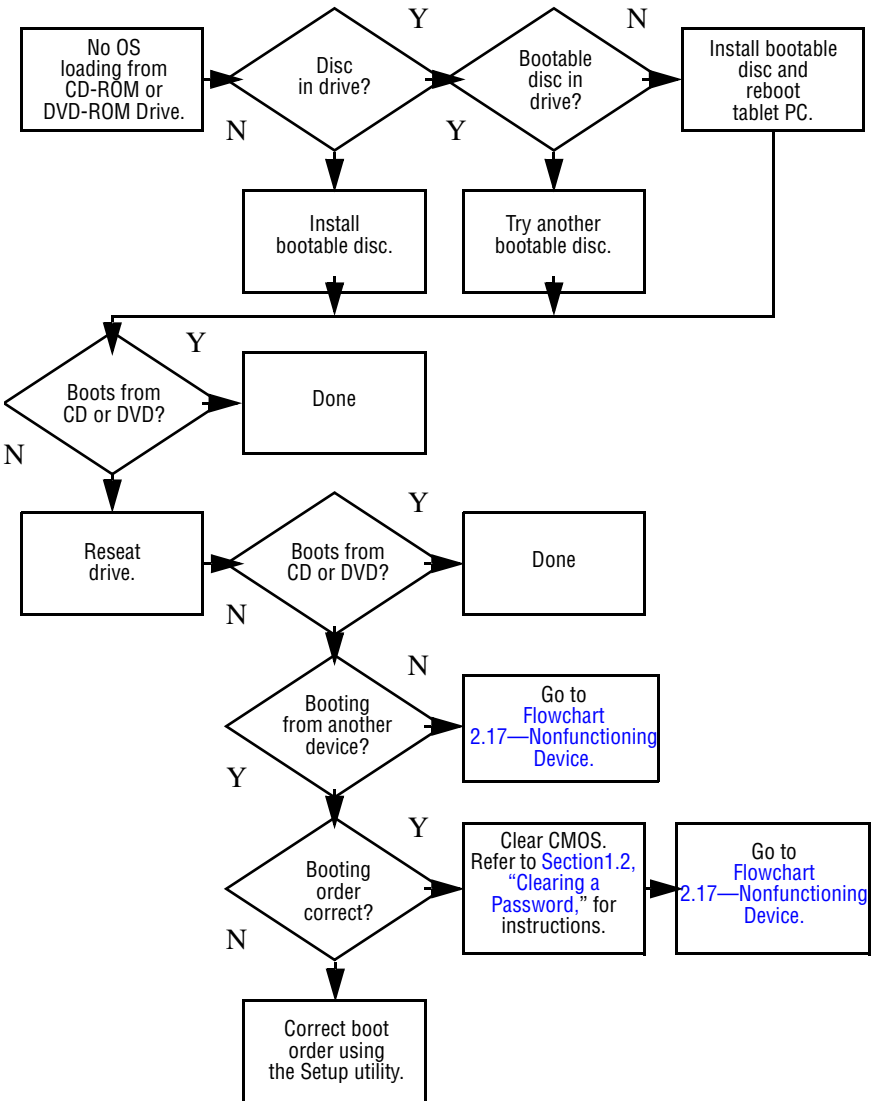 Y
N
No OS
loading from
CD-ROM or
DVD-ROM Drive.
Disc
in drive?
Bootable
disc in
drive?
Install bootable
disc and
reboot
tablet PC.
N
Y
Install
bootable disc.
Try another
bootable disc.
Y
Boots from
CD or DVD?
Done
N
Y
Reseat
drive.
Boots from
CD or DVD?
Done
N
N
Booting
from another
device?
Go to
Flowchart
2.17—Nonfunctioning
Device.
Y
Y
Booting
order
correct?
Clear CMOS.
Refer to Section1.2,
“Clearing a
Password,” for
instructions.
Go to
Flowchart
2.17—Nonfunctioning
Device.
N
Correct boot
order using
the Setup utility.